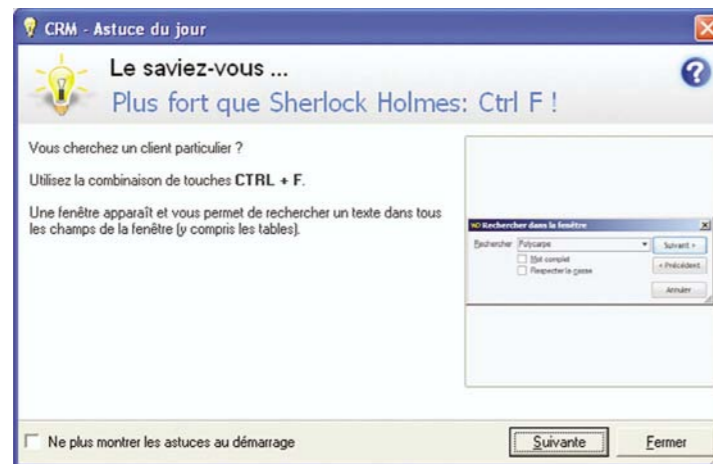 CRM - Astuce du jour
Le saviez-vous ...
Plus fort que Sherlock Holmes: Ctrl F !
Vous cherchez un client particulier ?
Utilisez la combinaison de touches CTRL + F.
Une fenêtre apparaît et vous permet de rechercher un texte dans tous
les champs de la fenêtre (y compris les tables).
Rechercher dans la fenêtre
Rechercher Polycarpe Suivant >
Mot complet
Respecter la casse
< Précédent
Annuler
Ne plus montrer les astuces au démarrage Suivante Fermer